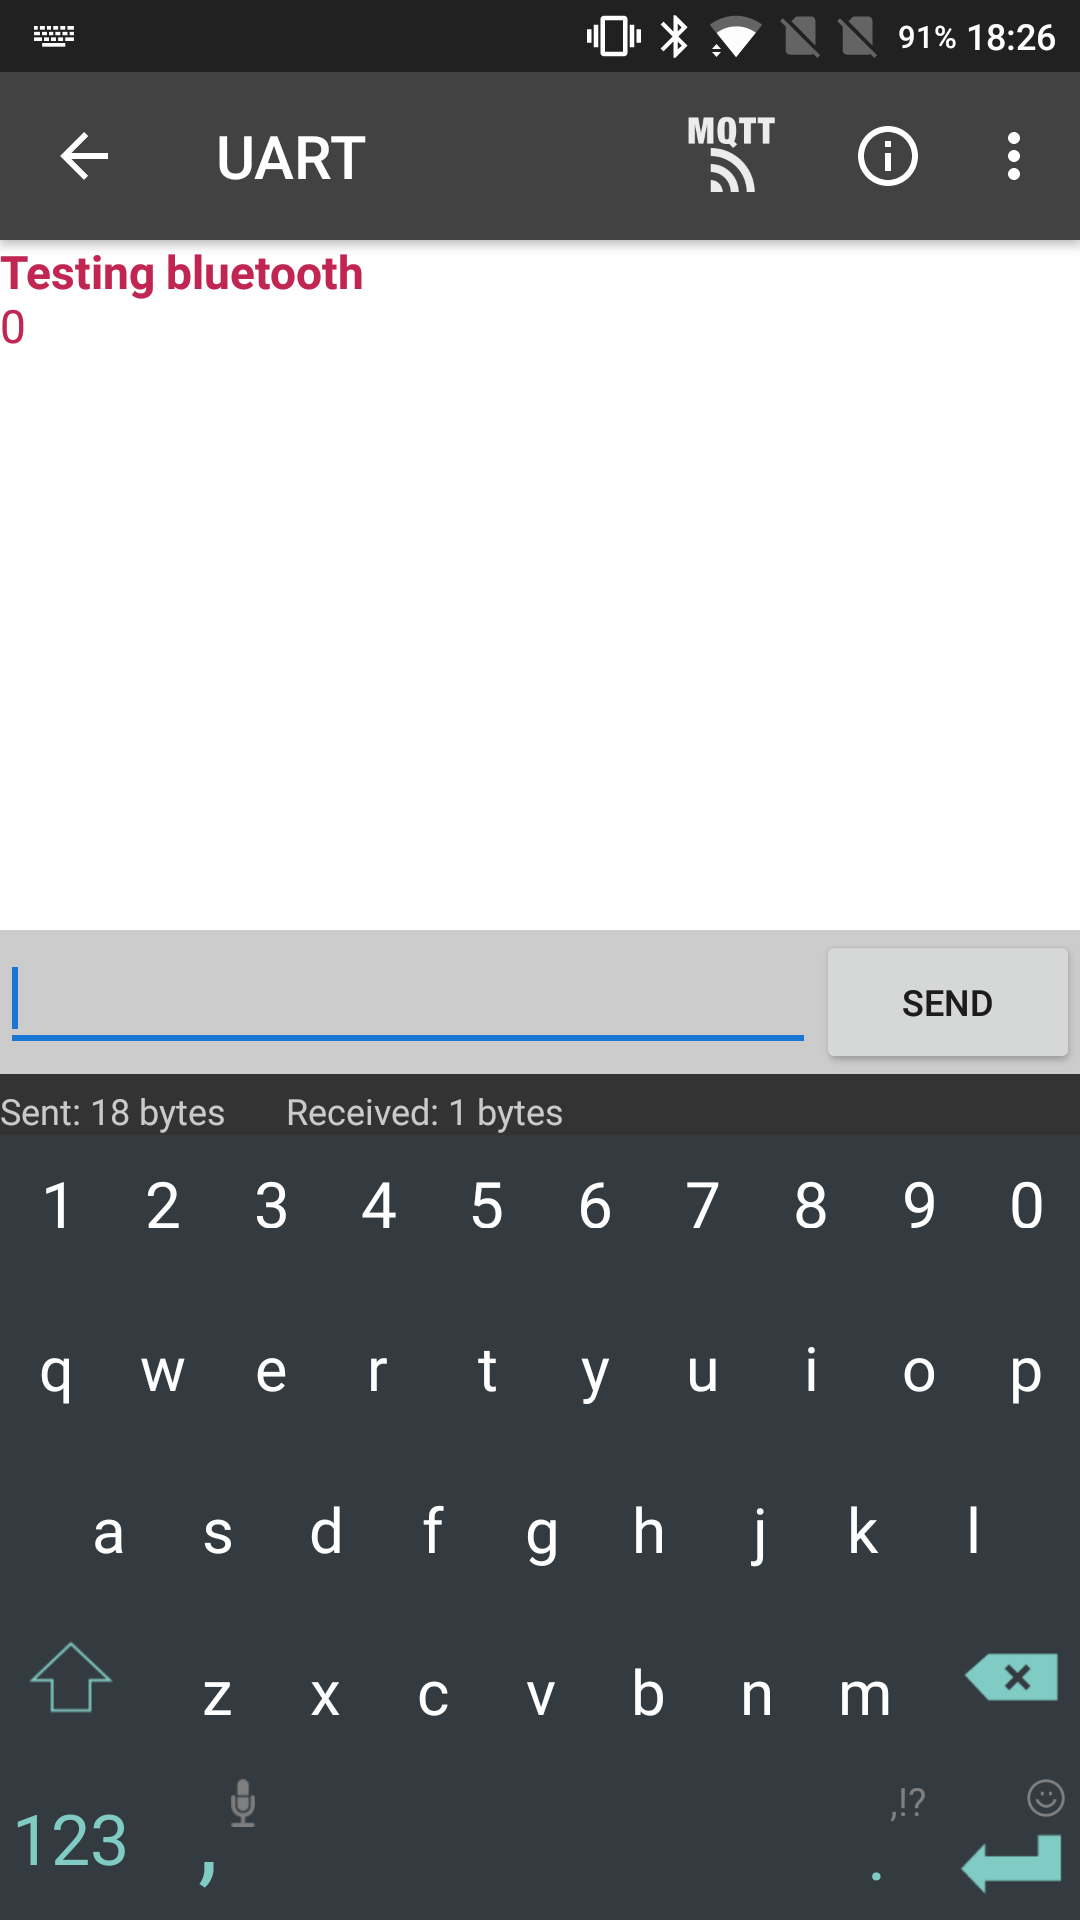 91% 18:26
UART
MQTT
Testing bluetooth
0
SEND
Sent: 18 bytes Received: 1 bytes
1 2 3 4 5 6 7 8 9 0
q w e r t y u i o p
a s d f g h j k l
z x c v b n m
,!?
123 , .